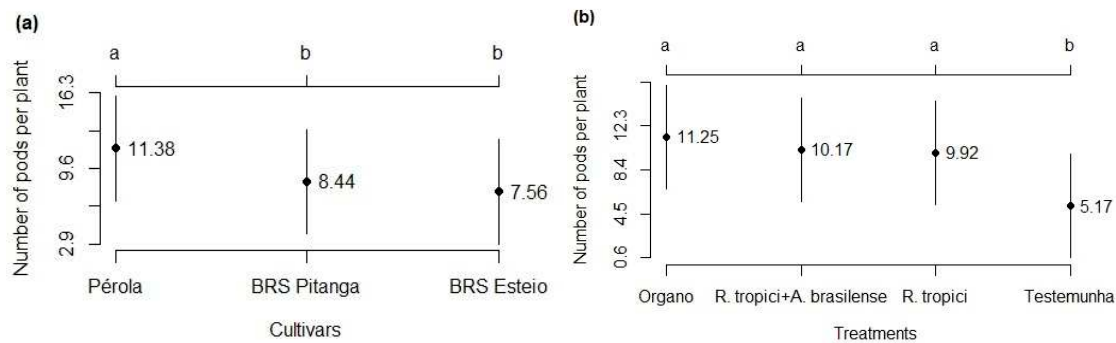 (a)
a b b
Number of pods per plant
16.3
9.6
2.9
11.38
8.44
7.56
Pérola BRS Pitanga BRS Esteio
Cultivars
(b)
a a a b
Number of pods per plant
12.3
8.4
4.5
0.6
11.25
10.17
9.92
5.17
Organo R. tropici+A. brasilense R. tropici Testemunha
Treatments